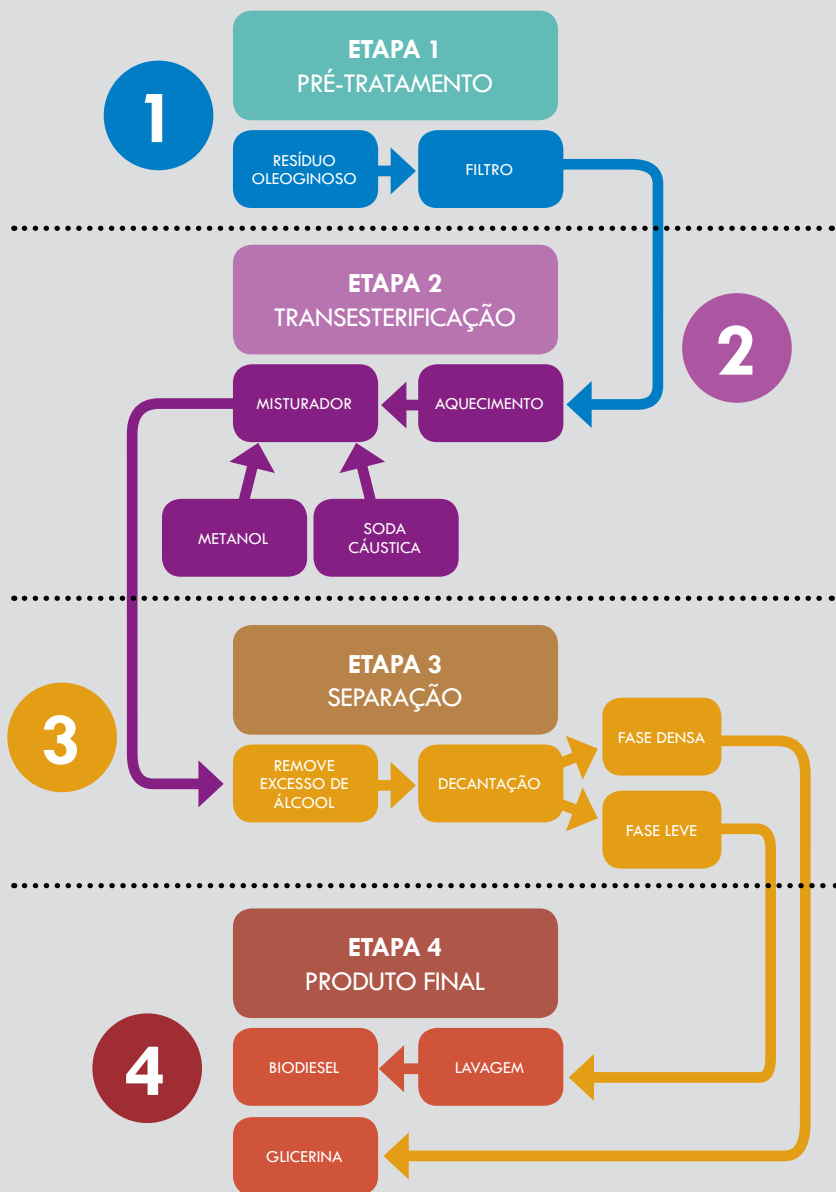 ETAPA 1
PRÉ-TRATAMENTO
1
RESÍDUO
OLEOGINOSO
FILTRO
ETAPA 2
TRANSESTERIFICAÇÃO
2
MISTURADOR
AQUECIMENTO
METANOL
SODA
CÁUSTICA
ETAPA 3
SEPARAÇÃO
3
REMOVE
EXCESSO DE
ÁLCOOL
DECANTAÇÃO
FASE DENSA
FASE LEVE
ETAPA 4
PRODUTO FINAL
4
BIODIESEL
LAVAGEM
GLICERINA